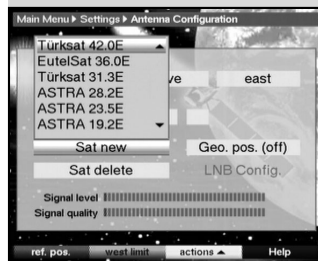 Main Menu ▸ Settings ▸ Antenna Configuration
Türksat 42.0E
EutelSat 36.0E
Türksat 31.3E
ASTRA 28.2E
ASTRA 23.5E
ASTRA 19.2E
ve
east
Sat new
Geo. pos. (off)
Sat delete
LNB Config.
Signal level
Signal quality
ref. pos.
west limit
actions
Help